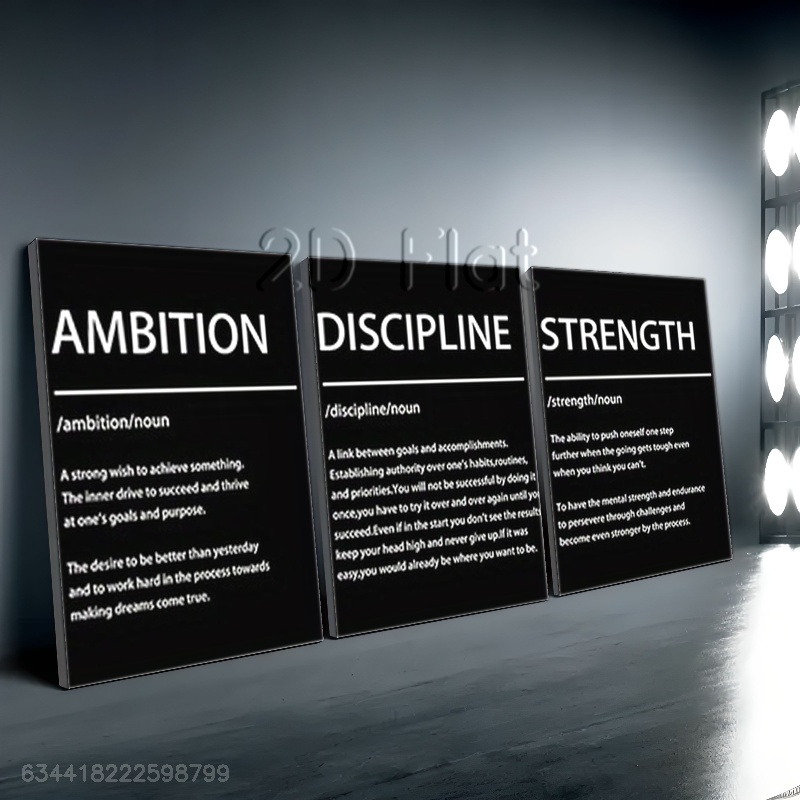 2D Flat
AMBITION
/ambition/noun
A strong wish to achieve something.
The inner drive to succeed and thrive
at one's goals and purpose.
The desire to be better than yesterday
and to work hard in the process towards
making dreams come true.
DISCIPLINE
/discipline/noun
A link between goals and accomplishments.
Establishing authority over one's habits,routines,
and priorities.You will not be successful by doing it
once,you have to try it over and over again until you
succeed.Even if in the start you don't see the results
keep your head high and never give up.If it was
easy,you would already be where you want to be.
STRENGTH
/strength/noun
The ability to push oneself one step
further when the going gets tough even
when you think you can't.
To have the mental strength and endurance
to persevere through challenges and
become even stronger by the process.
634418222598799